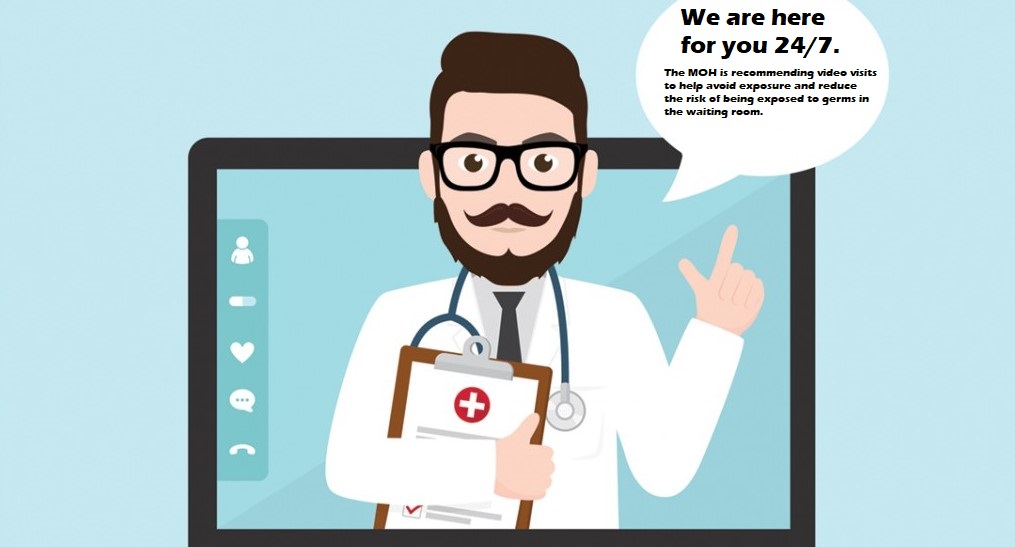 We are here
for you 24/7.
The MOH is recommending video visits
to help avoid exposure and reduce
the risk of being exposed to germs in
the waiting room.